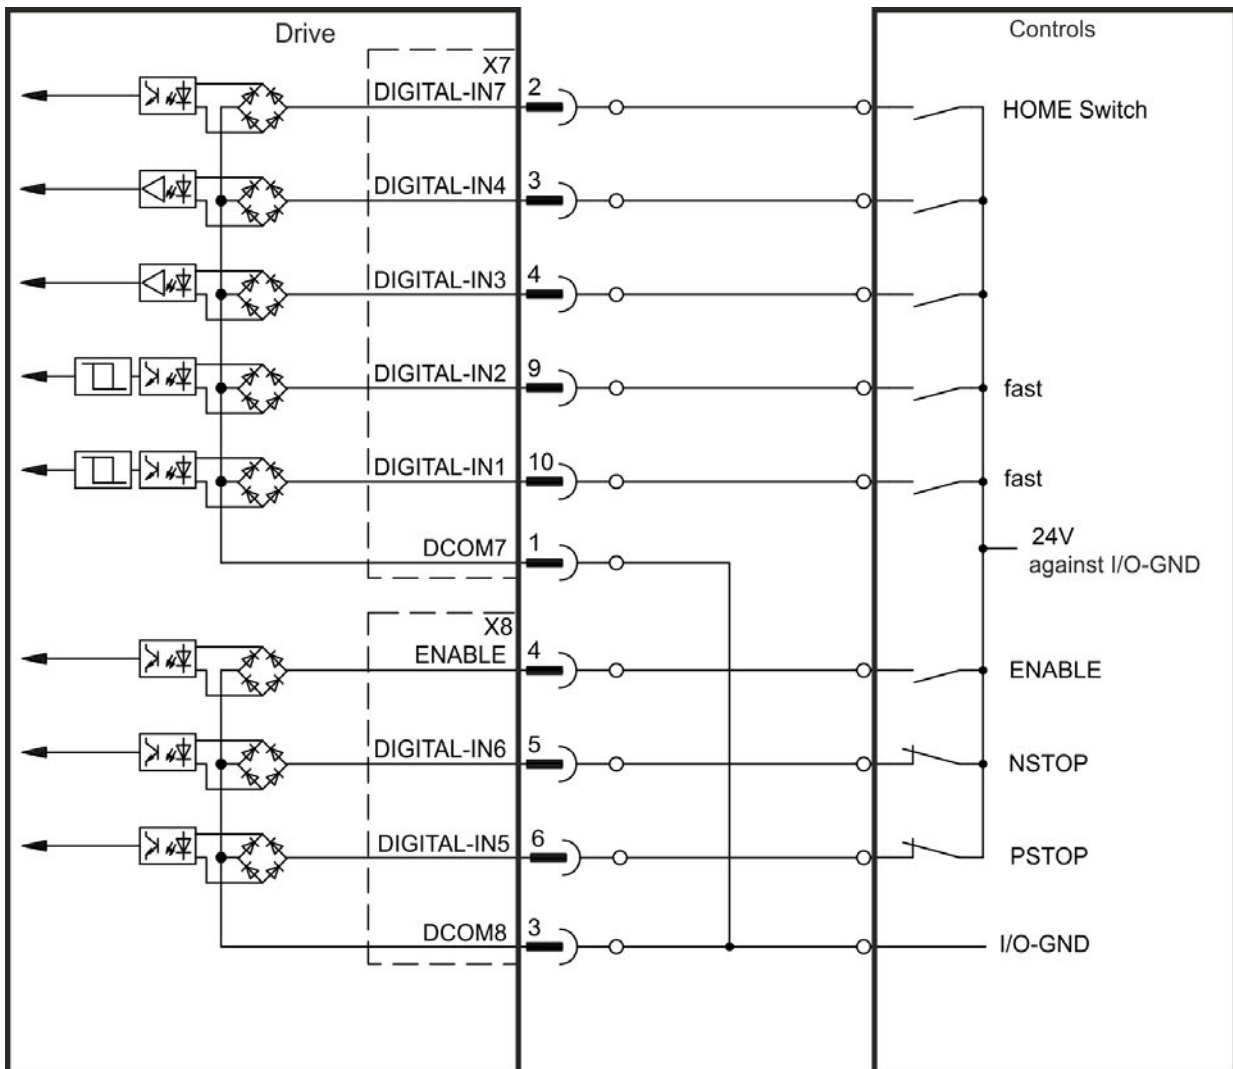 Drive
Controls
X7
DIGITAL-IN7 2 HOME Switch
DIGITAL-IN4 3
DIGITAL-IN3 4
DIGITAL-IN2 9 fast
DIGITAL-IN1 10 fast
DCOM7 1 24V
against I/O-GND
X8
ENABLE 4 ENABLE
DIGITAL-IN6 5 NSTOP
DIGITAL-IN5 6 PSTOP
DCOM8 3 I/O-GND